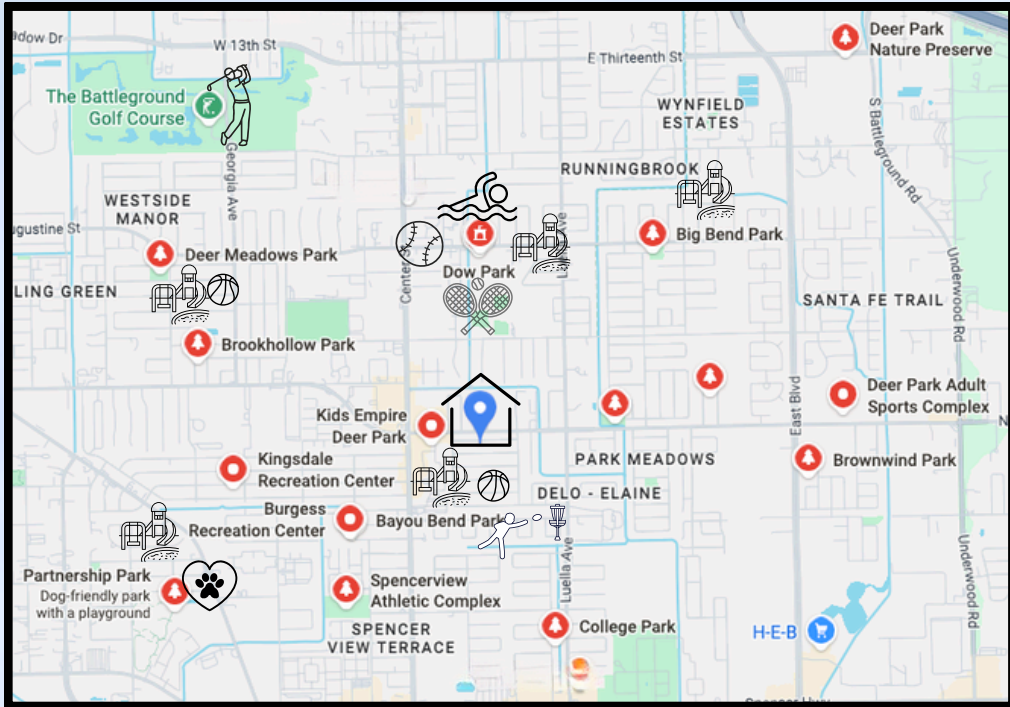 Deer Park
Nature Preserve
W 13th St
E Thirteenth St
The Battleground
Golf Course
WYNFIELD
ESTATES
S Battleground Rd
Georgia Ave
RUNNINGBROOK
WESTSIDE
MANOR
Big Bend Park
Deer Meadows Park
Dow Park
Center St
LING GREEN
SANTA FE TRAIL
Underwood Rd
Brookhollow Park
Deer Park Adult
Sports Complex
East Blvd
Kids Empire
Deer Park
N
PARK MEADOWS
Brownwind Park
Kingsdale
Recreation Center
DELO - ELAINE
Burgess
Recreation Center
Bayou Bend Park
Luella Ave
Underwood Rd
Partnership Park
Dog-friendly park
with a playground
Spencerview
Athletic Complex
SPENCER
VIEW TERRACE
College Park
H-E-B